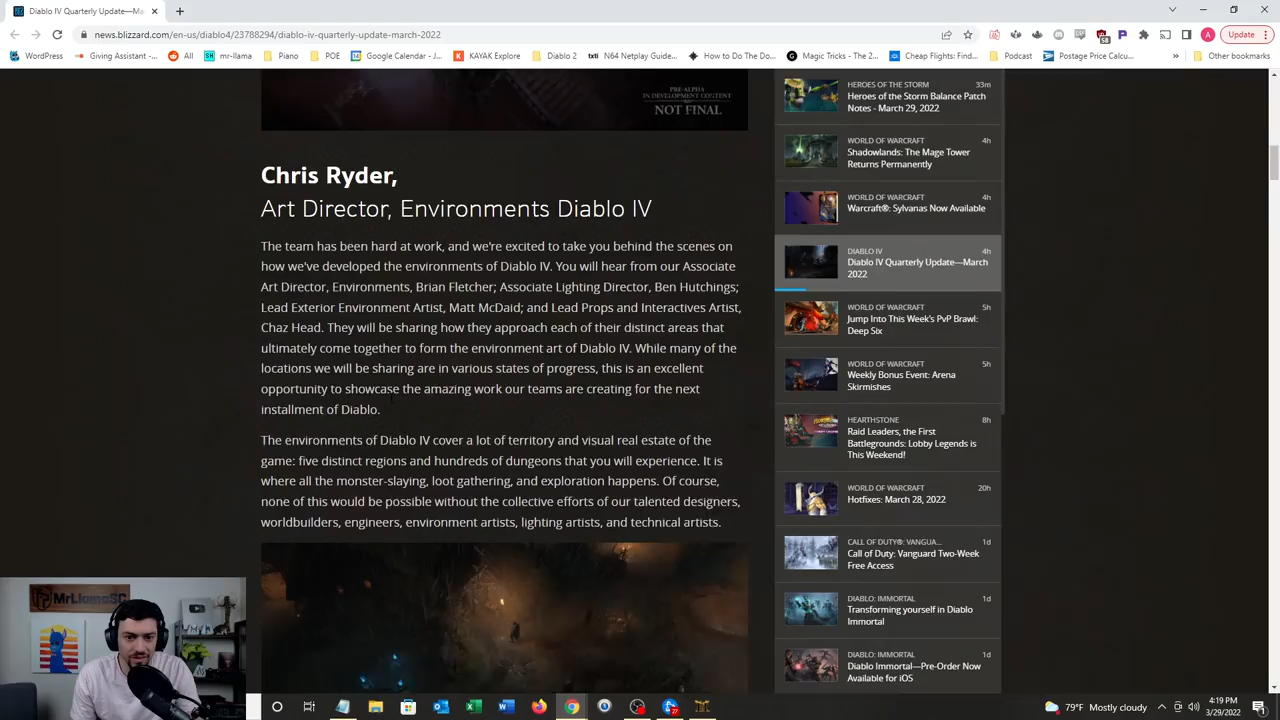 Diablo IV Quarterly Update—Ma
news.blizzard.com/en-us/diablo4/23788294/diablo-iv-quarterly-update-march-2022
Update
WordPress
Giving Assistant -...
All
mr-llama
Piano
POE
Google Calendar - J...
KAYAK Explore
Diablo 2
txti
N64 Netplay Guide...
How to Do The Do...
Magic Tricks - The 2...
Cheap Flights: Find...
Podcast
Postage Price Calcu...
Other bookmarks
PRE-ALPHA
IN DEVELOPMENT CONTENT
NOT FINAL
Chris Ryder,
Art Director, Environments Diablo IV
The team has been hard at work, and we're excited to take you behind the scenes on
how we've developed the environments of Diablo IV. You will hear from our Associate
Art Director, Environments, Brian Fletcher; Associate Lighting Director, Ben Hutchings;
Lead Exterior Environment Artist, Matt McDaid; and Lead Props and Interactives Artist,
Chaz Head. They will be sharing how they approach each of their distinct areas that
ultimately come together to form the environment art of Diablo IV. While many of the
locations we will be sharing are in various states of progress, this is an excellent
opportunity to showcase the amazing work our teams are creating for the next
installment of Diablo.
The environments of Diablo IV cover a lot of territory and visual real estate of the
game: five distinct regions and hundreds of dungeons that you will experience. It is
where all the monster-slaying, loot gathering, and exploration happens. Of course,
none of this would be possible without the collective efforts of our talented designers,
worldbuilders, engineers, environment artists, lighting artists, and technical artists.
HEROES OF THE STORM 33m
Heroes of the Storm Balance Patch
Notes - March 29, 2022
WORLD OF WARCRAFT 4h
Shadowlands: The Mage Tower
Returns Permanently
WORLD OF WARCRAFT 4h
Warcraft®: Sylvanas Now Available
DIABLO IV 4h
Diablo IV Quarterly Update—March
2022
WORLD OF WARCRAFT 5h
Jump Into This Week's PvP Brawl:
Deep Six
WORLD OF WARCRAFT 5h
Weekly Bonus Event: Arena
Skirmishes
HEARTHSTONE 8h
Raid Leaders, the First
Battlegrounds: Lobby Legends is
This Weekend!
WORLD OF WARCRAFT 20h
Hotfixes: March 28, 2022
CALL OF DUTY®: VANGUA... 1d
Call of Duty: Vanguard Two-Week
Free Access
DIABLO: IMMORTAL 1d
Transforming yourself in Diablo
Immortal
DIABLO: IMMORTAL 1d
Diablo Immortal—Pre-Order Now
Available for iOS
MrLlamaSC
79°F Mostly cloudy
4:19 PM
3/29/2022